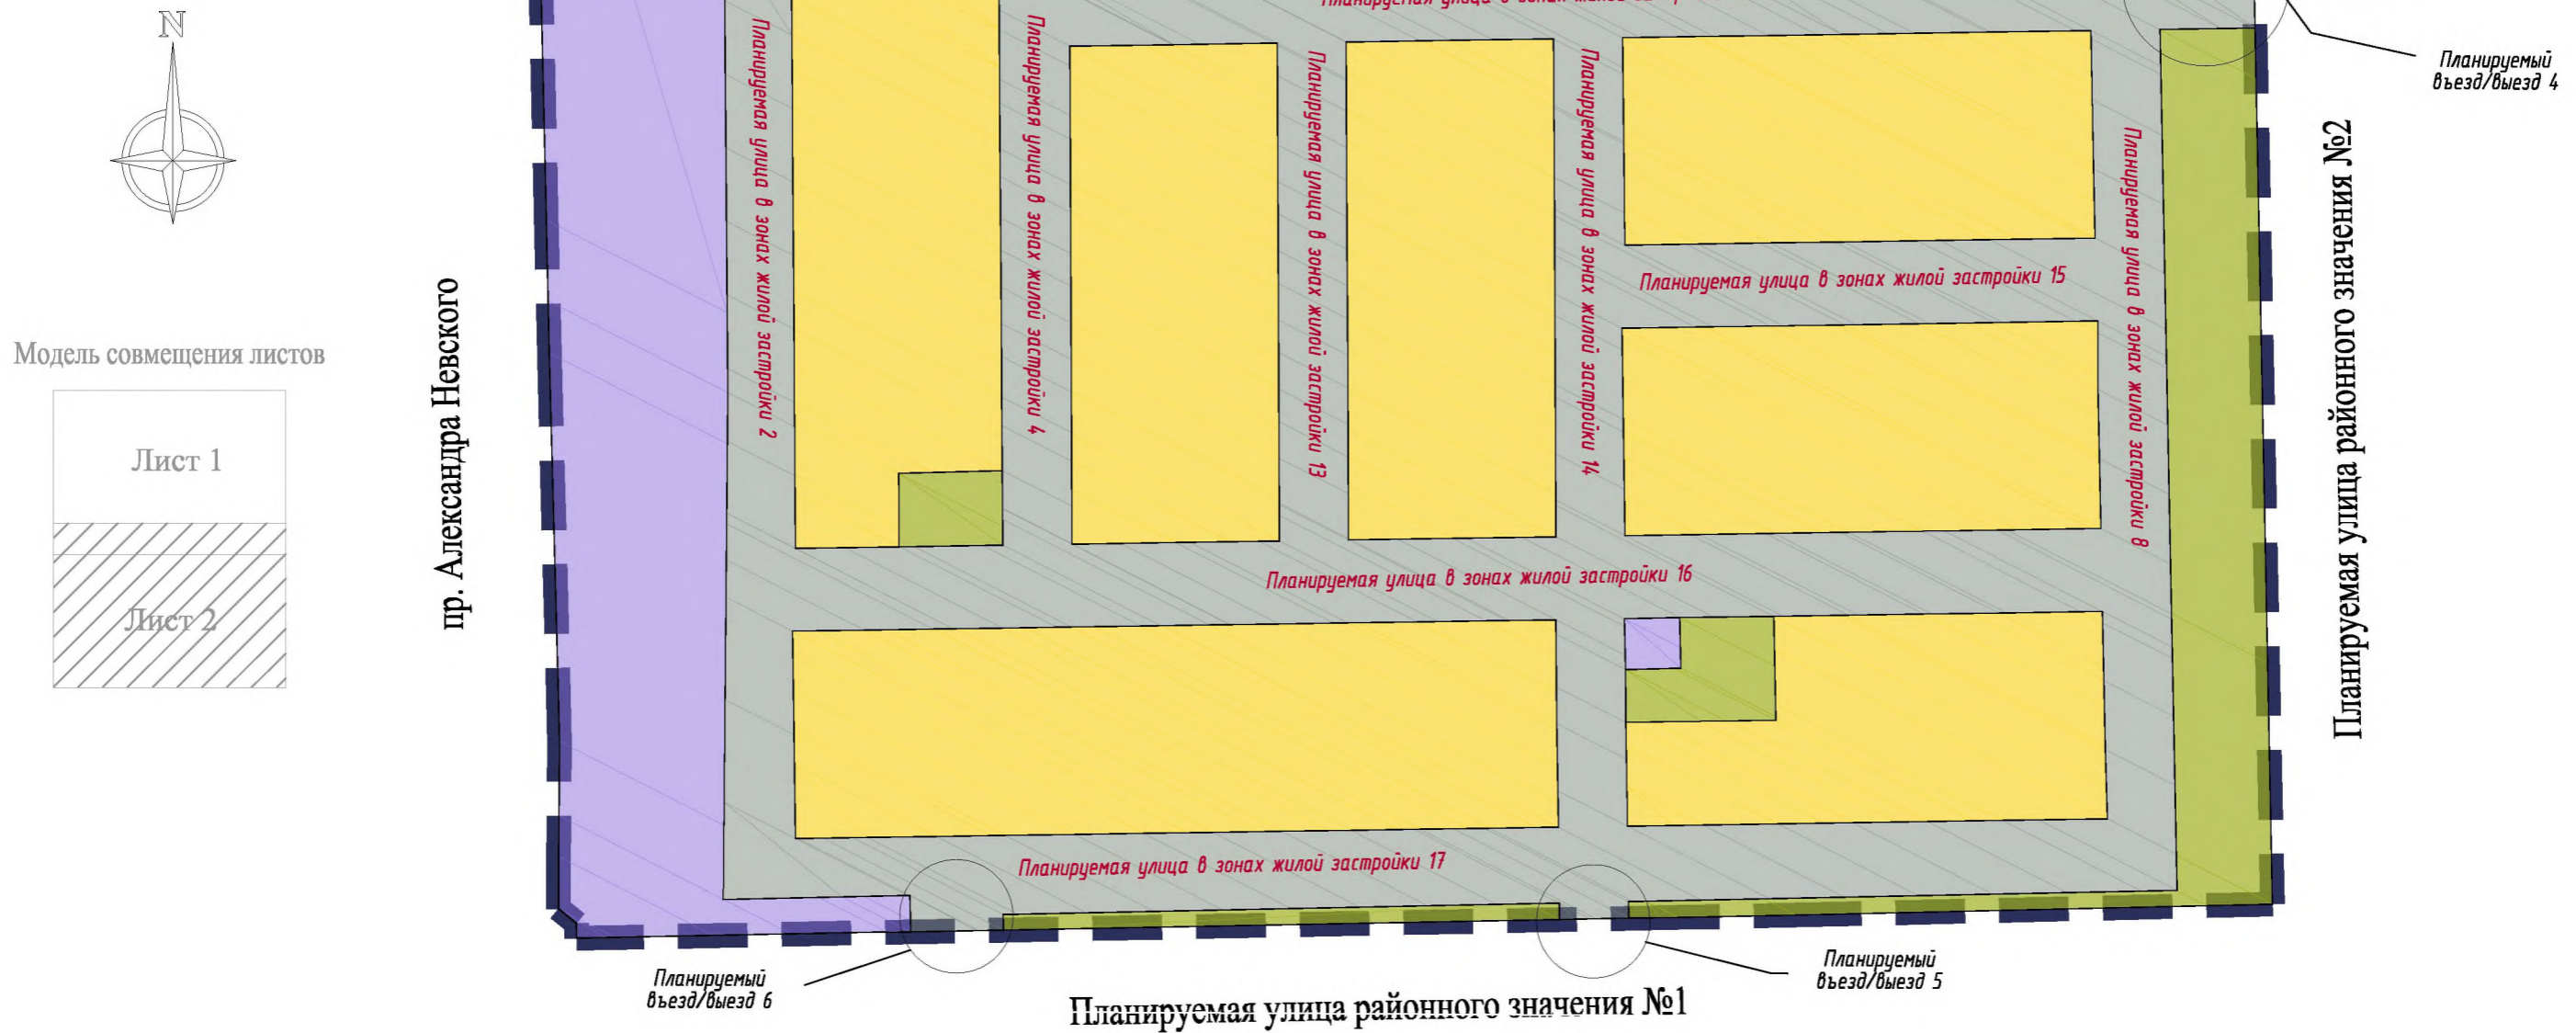 N
Планируемая улица в зонах жилой
Планируемый
въезд/выезд 4
Модель совмещения листов
Лист 1
Лист 2
пр. Александра Невского
Планируемая улица в зонах жилой застройки 2
Планируемая улица в зонах жилой застройки 4
Планируемая улица в зонах жилой застройки 13
Планируемая улица в зонах жилой застройки 14
Планируемая улица в зонах жилой застройки 15
Планируемая улица в зонах жилой застройки 8
Планируемая улица районного значения №2
Планируемая улица в зонах жилой застройки 16
Планируемая улица в зонах жилой застройки 17
Планируемый
въезд/выезд 6
Планируемый
въезд/выезд 5
Планируемая улица районного значения №1